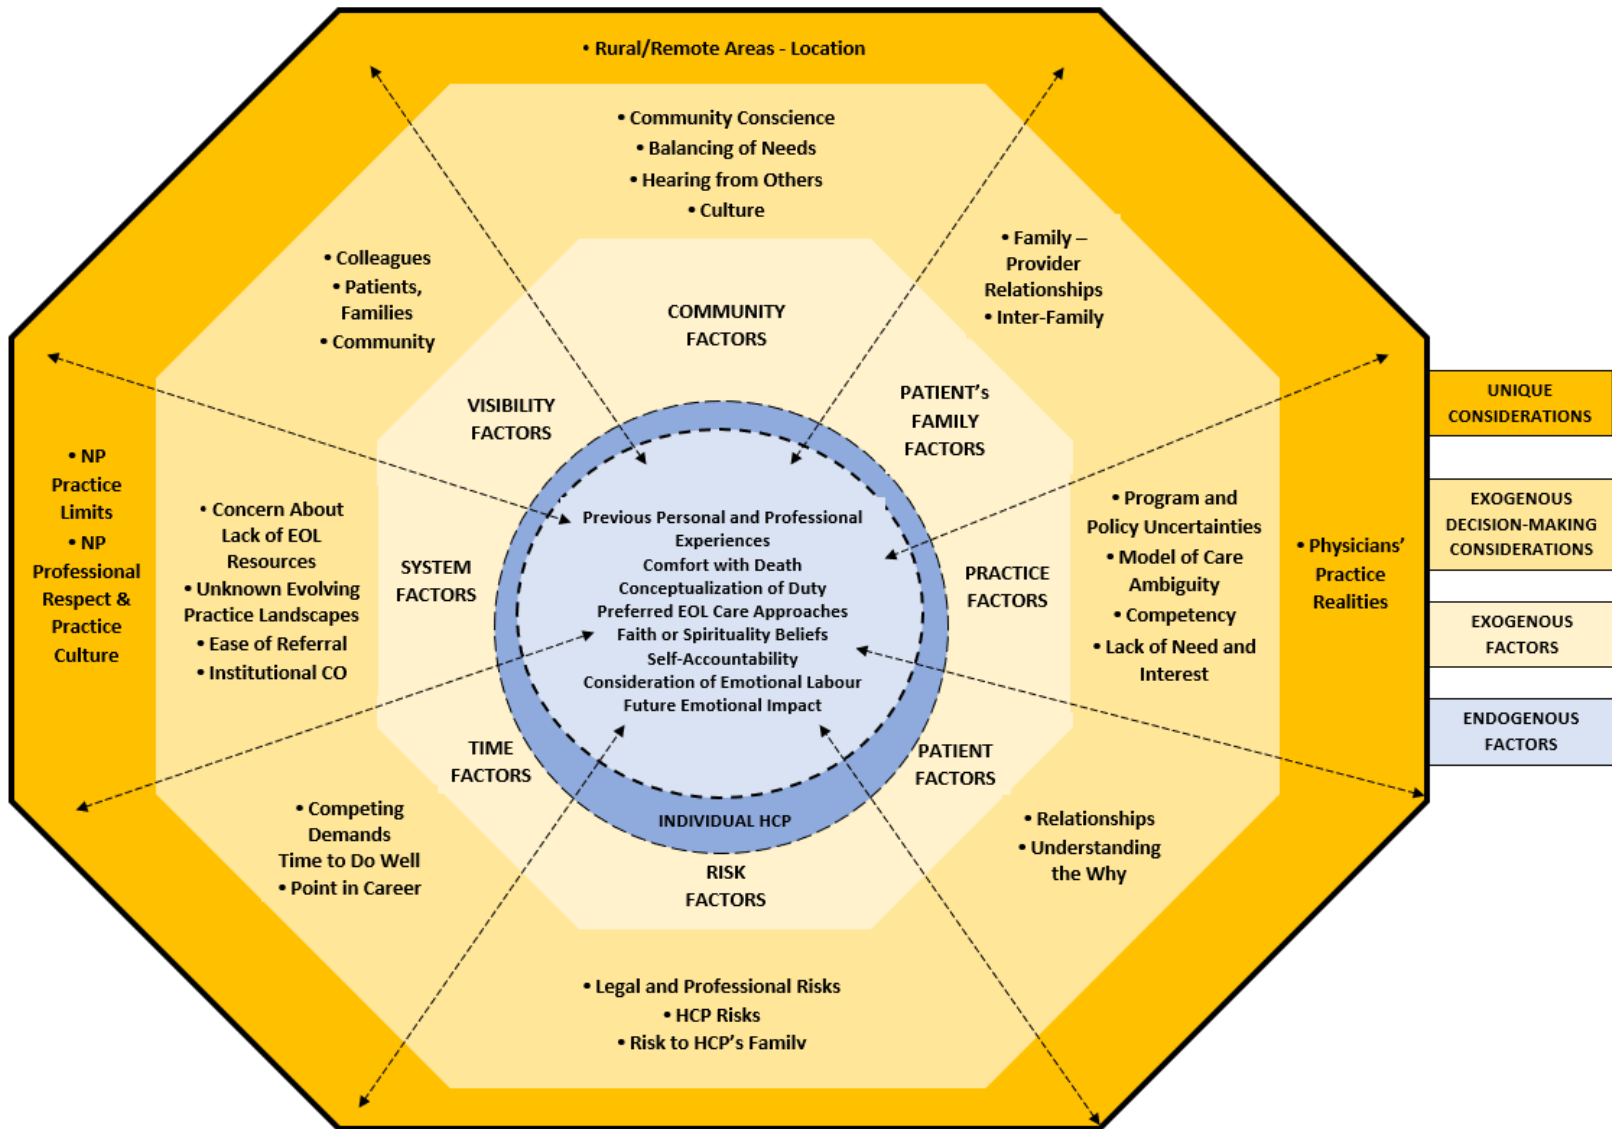 • Rural/Remote Areas - Location
• Community Conscience
• Balancing of Needs
• Hearing from Others
• Culture
• Colleagues
• Patients,
Families
• Community
• Family –
Provider
Relationships
• Inter-Family
COMMUNITY
FACTORS
VISIBILITY
FACTORS
PATIENT's
FAMILY
FACTORS
• NP
Practice
Limits
• NP
Professional
Respect &
Practice
Culture
• Concern About
Lack of EOL
Resources
• Unknown Evolving
Practice Landscapes
• Ease of Referral
• Institutional CO
SYSTEM
FACTORS
Previous Personal and Professional
Experiences
Comfort with Death
Conceptualization of Duty
Preferred EOL Care Approaches
Faith or Spirituality Beliefs
Self-Accountability
Consideration of Emotional Labour
Future Emotional Impact
PRACTICE
FACTORS
• Program and
Policy Uncertainties
• Model of Care
Ambiguity
• Competency
• Lack of Need and
Interest
• Physicians'
Practice
Realities
TIME
FACTORS
PATIENT
FACTORS
INDIVIDUAL HCP
RISK
FACTORS
• Competing
Demands
Time to Do Well
• Point in Career
• Relationships
• Understanding
the Why
• Legal and Professional Risks
• HCP Risks
• Risk to HCP's Family
UNIQUE
CONSIDERATIONS
EXOGENOUS
DECISION-MAKING
CONSIDERATIONS
EXOGENOUS
FACTORS
ENDOGENOUS
FACTORS